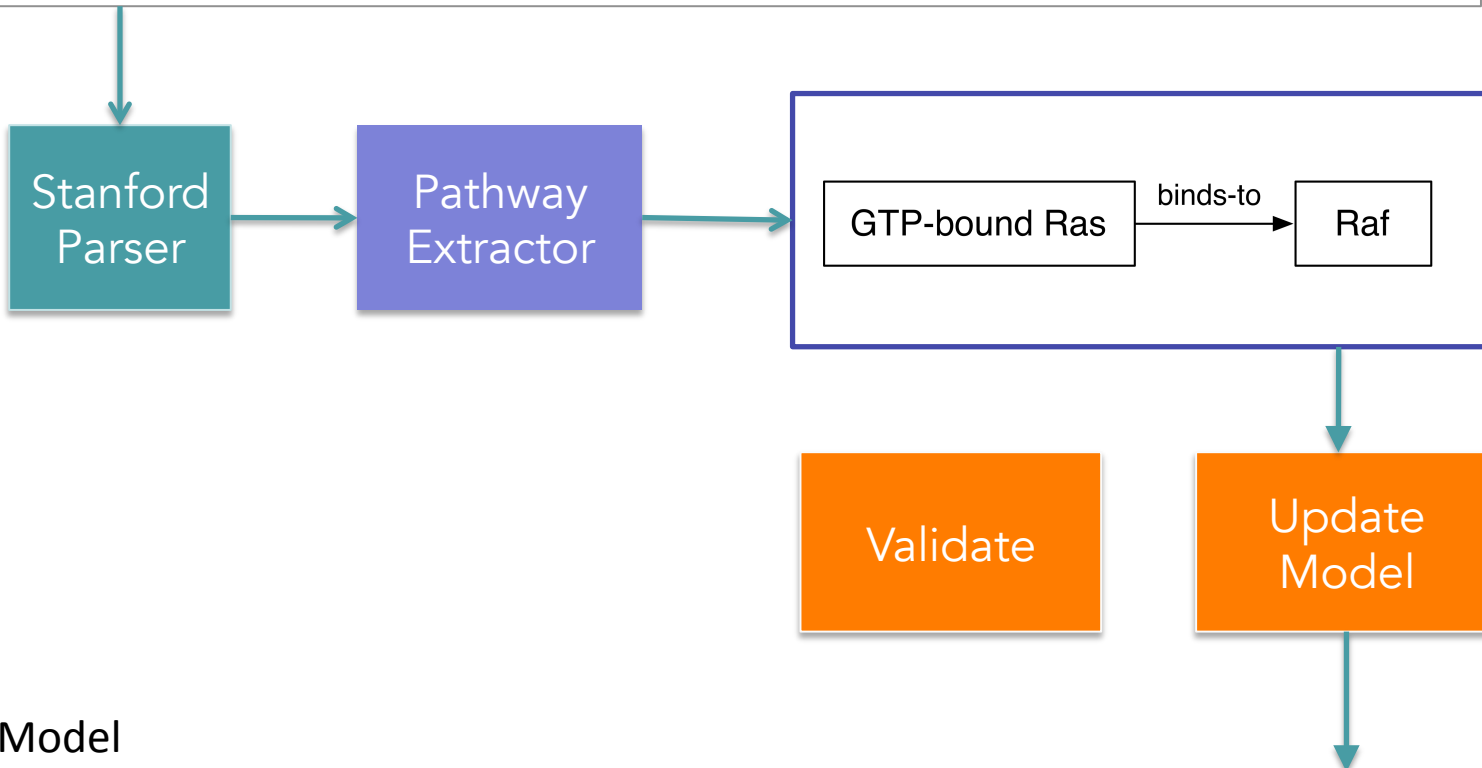 Stanford
Parser
Pathway
Extractor
GTP-bound Ras
binds-to
Raf
Validate
Update
Model
Model